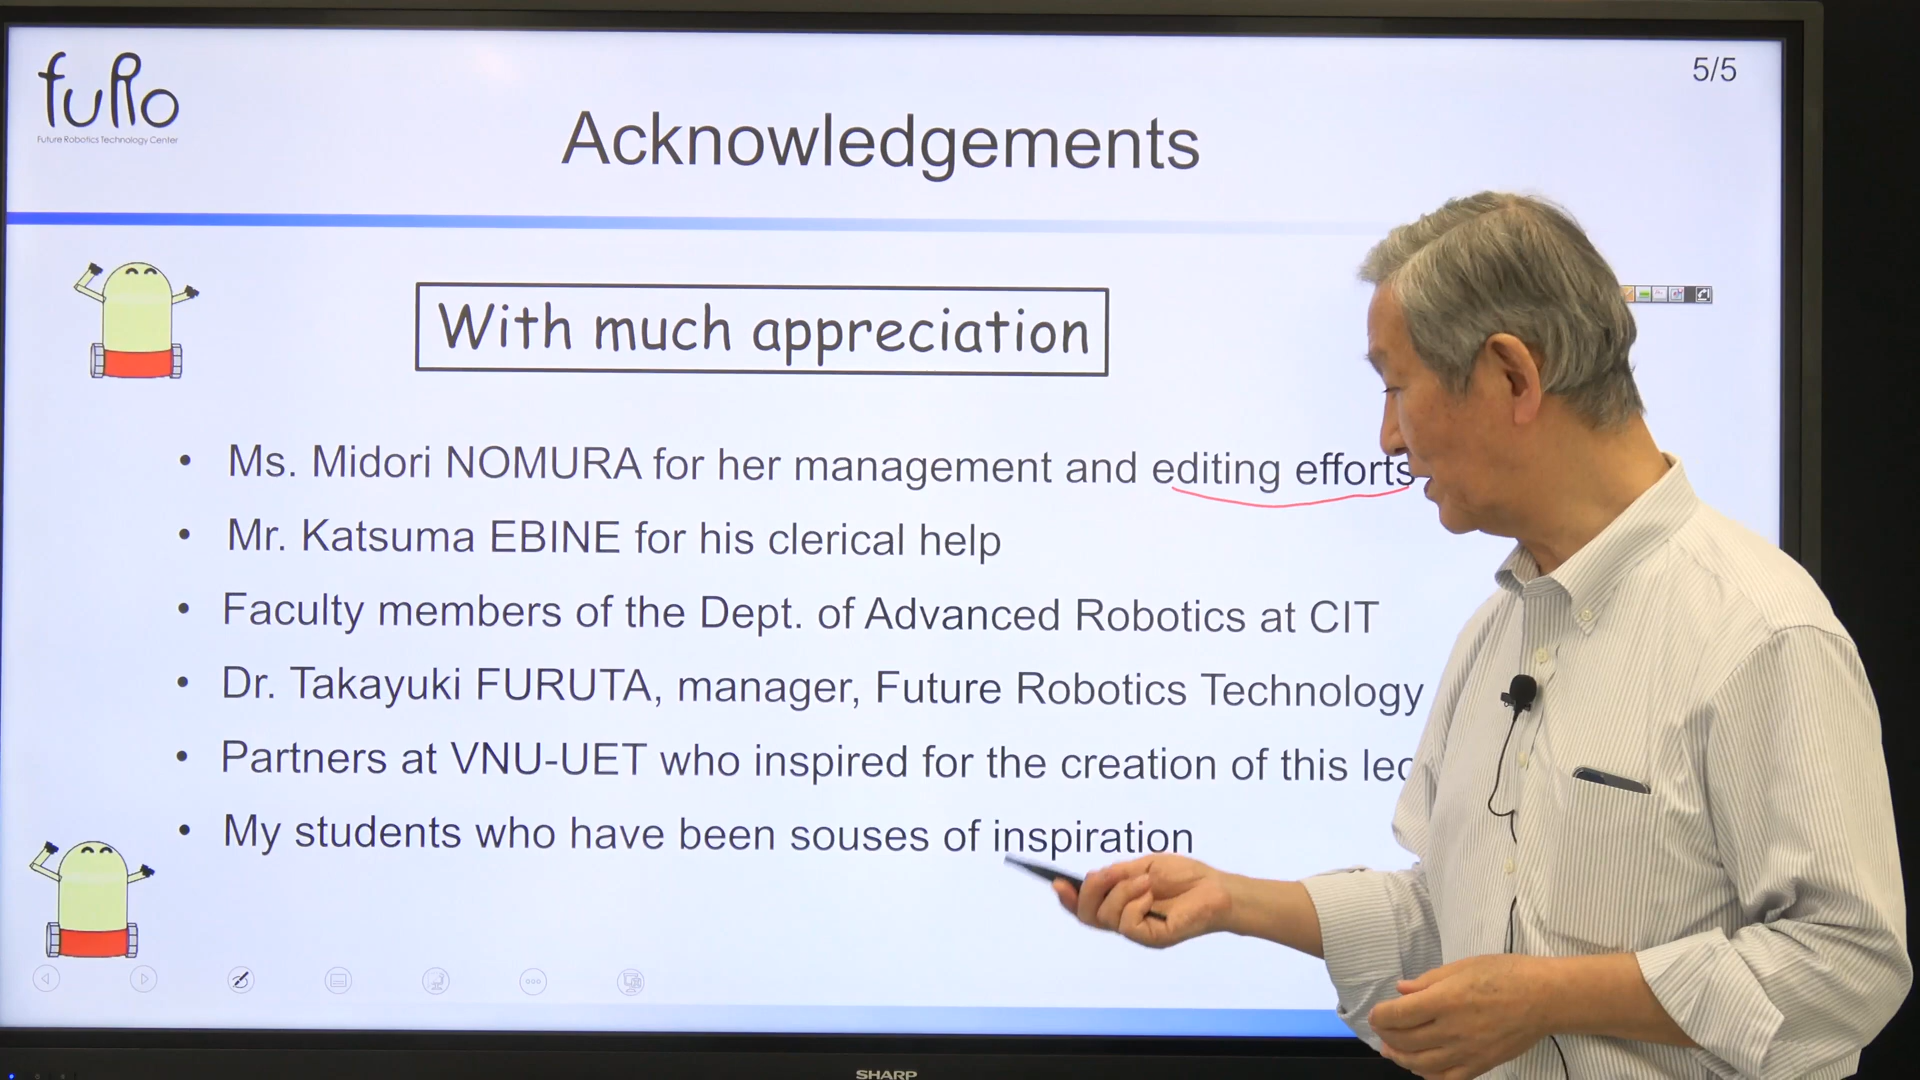 fuRo
Future Robotics Technology Center
5/5
Acknowledgements
With much appreciation
• Ms. Midori NOMURA for her management and editing efforts
• Mr. Katsuma EBINE for his clerical help
• Faculty members of the Dept. of Advanced Robotics at CIT
• Dr. Takayuki FURUTA, manager, Future Robotics Technology
• Partners at VNU-UET who inspired for the creation of this lec
• My students who have been souses of inspiration
SHARP